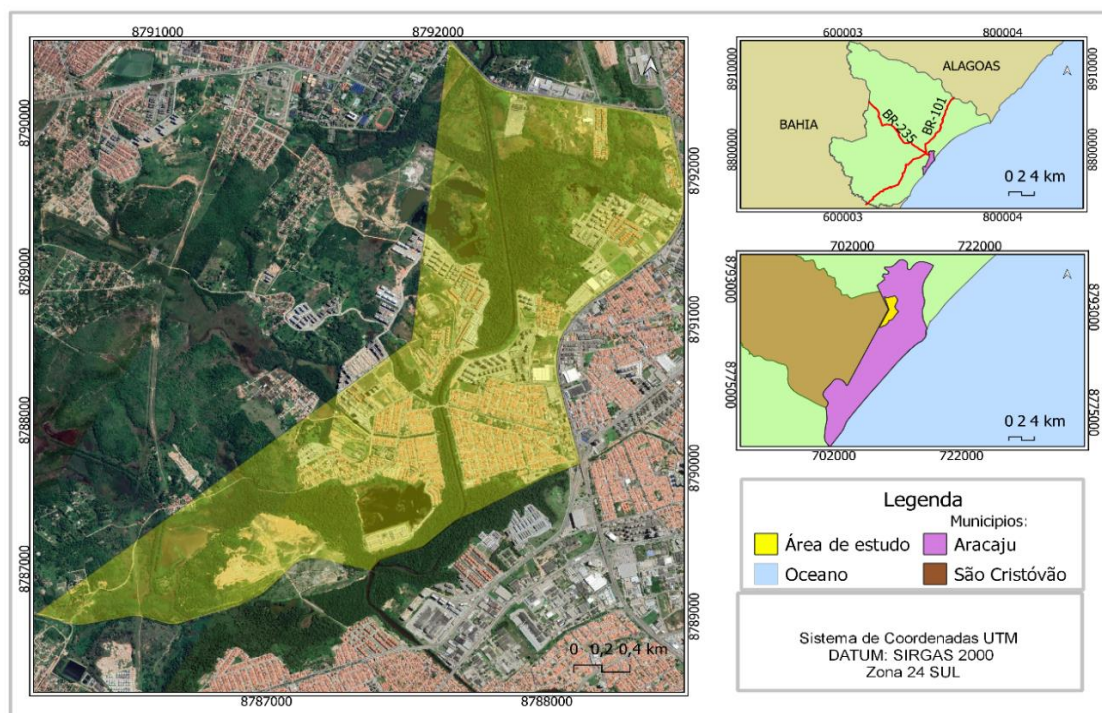 8791000
8792000
8790000
8789000
8788000
8787000
8792000
8791000
8790000
8789000
8787000
8788000
0 0,2 0,4 km
600003
800004
8910000
8800000
8910000
8800000
ALAGOAS
BAHIA
BR-235
BR-101
0 2 4 km
600003
800004
702000
722000
8793000
8775000
8793000
8775000
0 2 4 km
702000
722000
Legenda
Municipios:
Área de estudo
Aracaju
Oceano
São Cristóvão
Sistema de Coordenadas UTM
DATUM: SIRGAS 2000
Zona 24 SUL